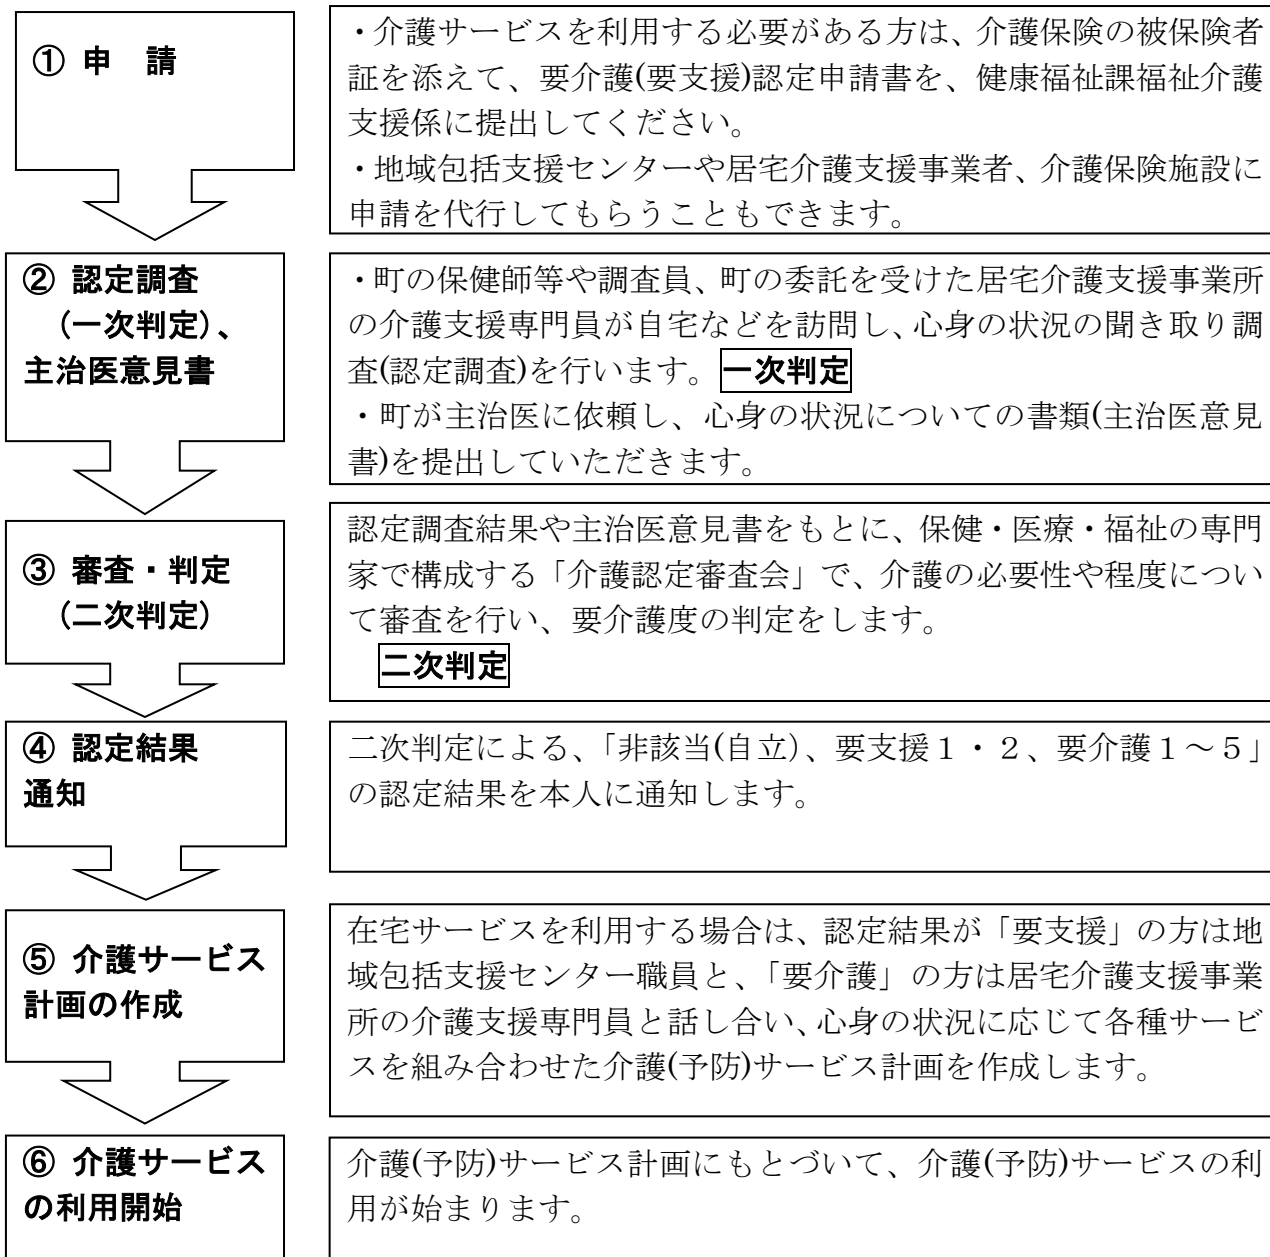 ① 申　請
・介護サービスを利用する必要がある方は、介護保険の被保険者
証を添えて、要介護(要支援)認定申請書を、健康福祉課福祉介護
支援係に提出してください。
・地域包括支援センターや居宅介護支援事業者、介護保険施設に
申請を代行してもらうこともできます。
② 認定調査
（一次判定）、
主治医意見書
・町の保健師等や調査員、町の委託を受けた居宅介護支援事業所
の介護支援専門員が自宅などを訪問し、心身の状況の聞き取り調
査(認定調査)を行います。一次判定
・町が主治医に依頼し、心身の状況についての書類(主治医意見
書)を提出していただきます。
③ 審査・判定
（二次判定）
認定調査結果や主治医意見書をもとに、保健・医療・福祉の専門
家で構成する「介護認定審査会」で、介護の必要性や程度につい
て審査を行い、要介護度の判定をします。
二次判定
④ 認定結果
通知
二次判定による、「非該当(自立)、要支援１・２、要介護１～５」
の認定結果を本人に通知します。
⑤ 介護サービス
計画の作成
在宅サービスを利用する場合は、認定結果が「要支援」の方は地
域包括支援センター職員と、「要介護」の方は居宅介護支援事業
所の介護支援専門員と話し合い、心身の状況に応じて各種サービ
スを組み合わせた介護(予防)サービス計画を作成します。
⑥ 介護サービス
の利用開始
介護(予防)サービス計画にもとづいて、介護(予防)サービスの利
用が始まります。